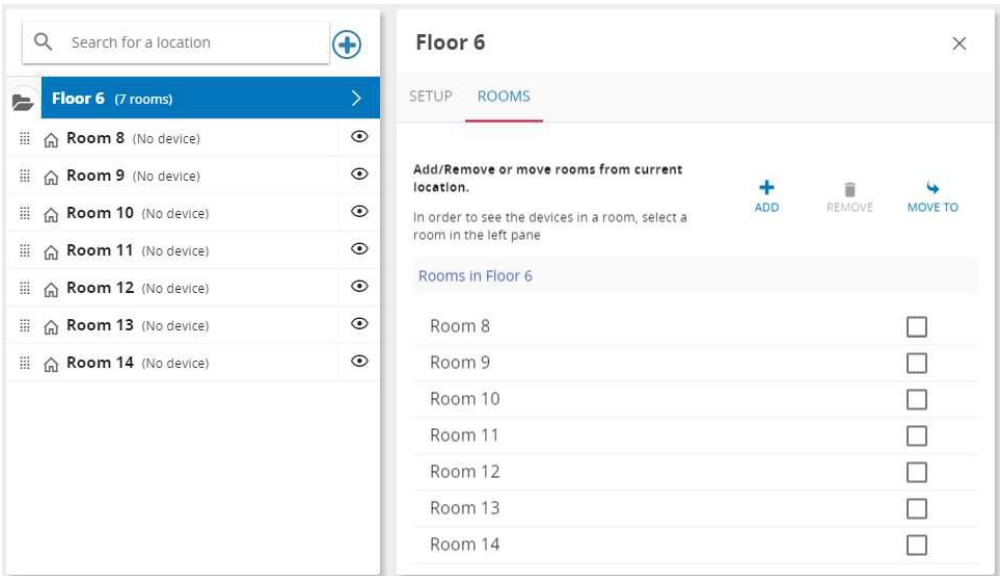 Search for a location
Floor 6 (7 rooms)
Room 8 (No device)
Room 9 (No device)
Room 10 (No device)
Room 11 (No device)
Room 12 (No device)
Room 13 (No device)
Room 14 (No device)
Floor 6
SETUP ROOMS
Add/Remove or move rooms from current
location.
In order to see the devices in a room, select a
room in the left pane
ADD REMOVE MOVE TO
Rooms in Floor 6
Room 8
Room 9
Room 10
Room 11
Room 12
Room 13
Room 14